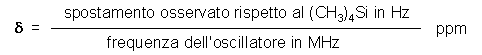 δ = spostamento osservato rispetto al (CH₃)₄Si in Hz ppm
frequenza dell'oscillatore in MHz